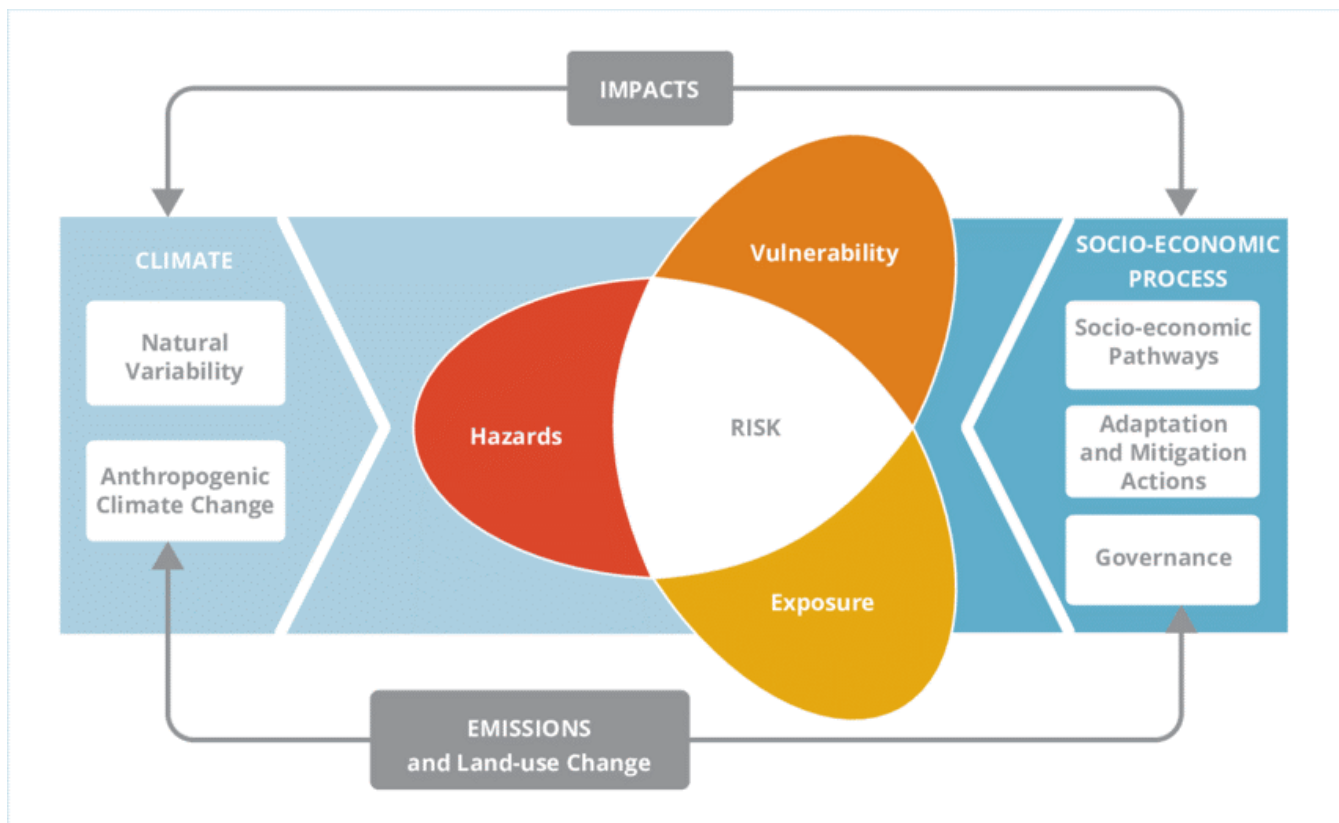 IMPACTS
CLIMATE
Natural
Variability
Anthropogenic
Climate Change
Hazards
Vulnerability
RISK
Exposure
SOCIO-ECONOMIC
PROCESS
Socio-economic
Pathways
Adaptation
and Mitigation
Actions
Governance
EMISSIONS
and Land-use Change